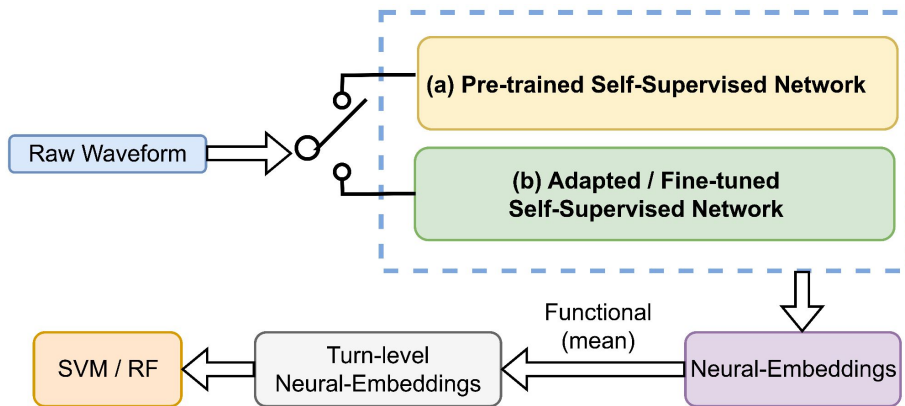 (a) Pre-trained Self-Supervised Network
Raw Waveform
(b) Adapted / Fine-tuned
Self-Supervised Network
Functional
(mean)
SVM / RF
Turn-level
Neural-Embeddings
Neural-Embeddings